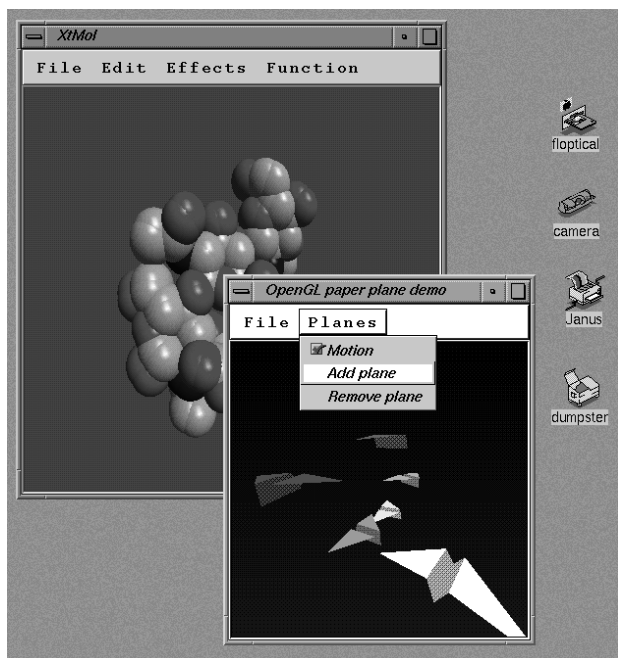 XtMol
File Edit Effects Function
floptical
camera
Janus
dumpster
OpenGL paper plane demo
File Planes
Motion
Add plane
Remove plane